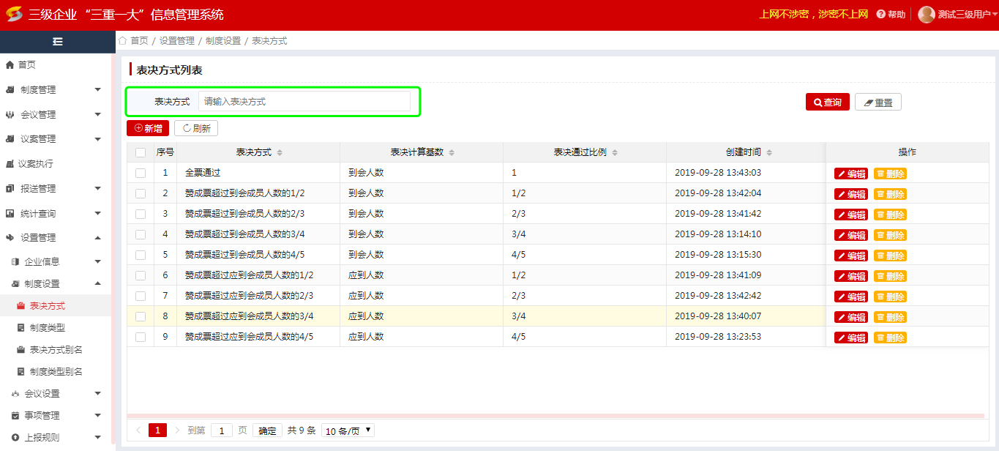 三级企业“三重一大”信息管理系统
上网不涉密，涉密不上网 帮助 测试三级用户
首页 / 设置管理 / 制度设置 / 表决方式
首页
制度管理
会议管理
议案管理
议案执行
报送管理
统计查询
设置管理
企业信息
制度设置
表决方式
制度类型
表决方式别名
制度类型别名
会议设置
事项管理
上报规则
表决方式列表
表决方式 请输入表决方式 查询 重置
新增 刷新
序号 表决方式 表决计算基数 表决通过比例 创建时间 操作
1 全票通过 到会人数 1 2019-09-28 13:43:03 编辑 删除
2 赞成票超过到会成员人数的1/2 到会人数 1/2 2019-09-28 13:42:04 编辑 删除
3 赞成票超过到会成员人数的2/3 到会人数 2/3 2019-09-28 13:41:42 编辑 删除
4 赞成票超过到会成员人数的3/4 到会人数 3/4 2019-09-28 13:14:10 编辑 删除
5 赞成票超过到会成员人数的4/5 到会人数 4/5 2019-09-28 13:15:30 编辑 删除
6 赞成票超过应到会成员人数的1/2 应到人数 1/2 2019-09-28 13:41:09 编辑 删除
7 赞成票超过应到会成员人数的2/3 应到人数 2/3 2019-09-28 13:42:42 编辑 删除
8 赞成票超过应到会成员人数的3/4 应到人数 3/4 2019-09-28 13:40:07 编辑 删除
9 赞成票超过应到会成员人数的4/5 应到人数 4/5 2019-09-28 13:23:53 编辑 删除
1 到第 1 页 确定 共 9 条 10 条/页